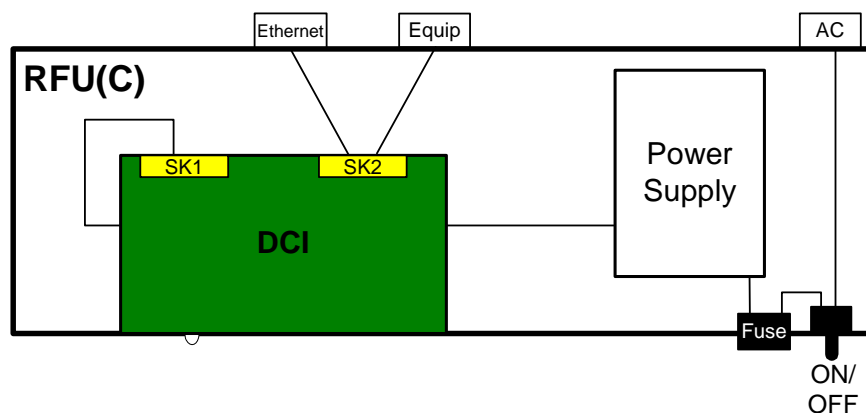 Ethernet
Equip
AC
RFU(C)
SK1
SK2
Power
Supply
DCI
Fuse
ON/
OFF